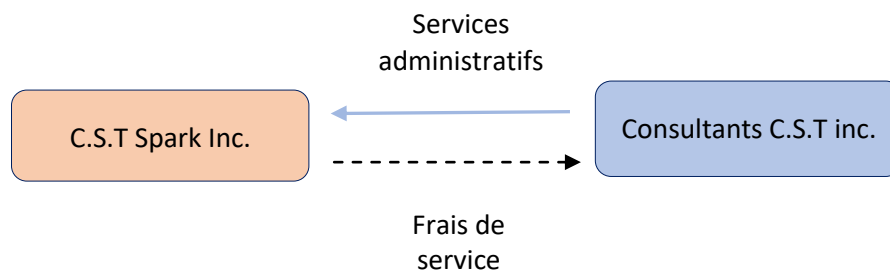 Services
administratifs
C.S.T Spark Inc.
Consultants C.S.T inc.
Frais de
service